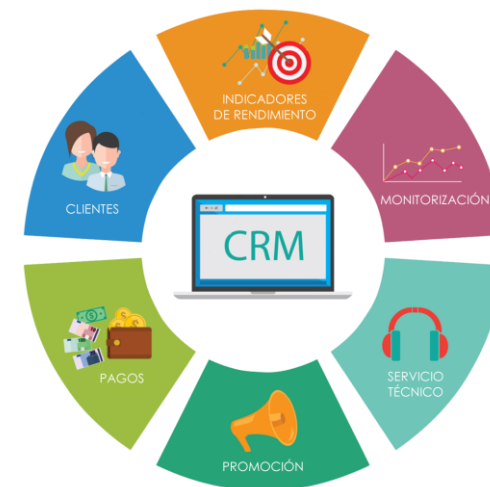 INDICADORES
DE RENDIMIENTO
MONITORIZACIÓN
SERVICIO
TÉCNICO
PROMOCIÓN
PAGOS
CLIENTES
CRM